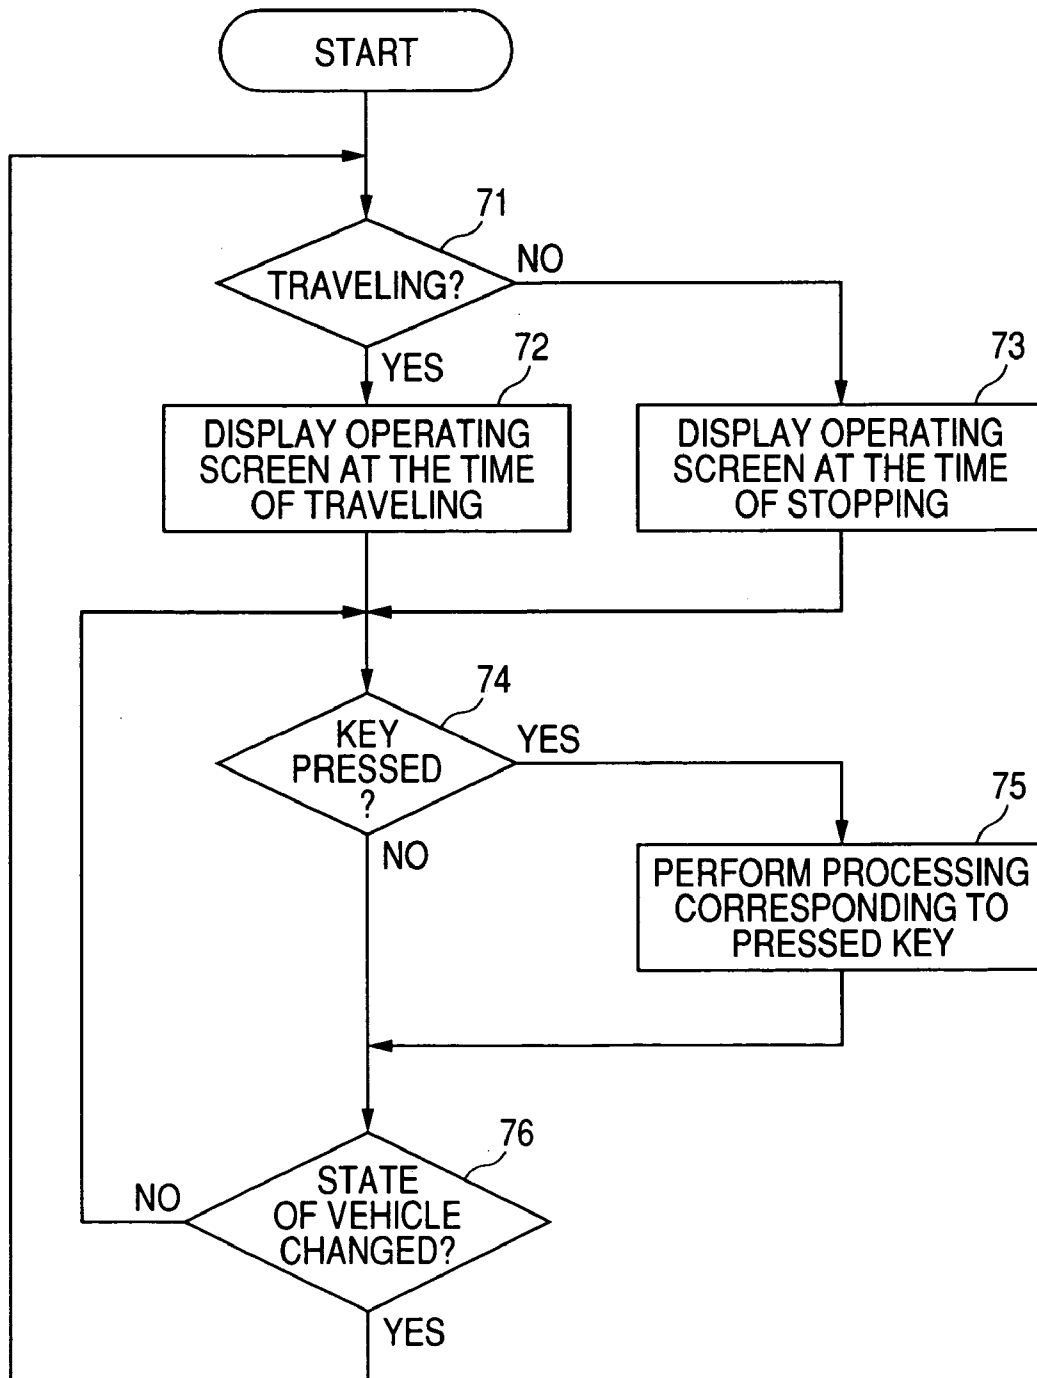 START
71
TRAVELING?
NO
YES
72
DISPLAY OPERATING
SCREEN AT THE TIME
OF TRAVELING
73
DISPLAY OPERATING
SCREEN AT THE TIME
OF STOPPING
74
KEY
PRESSED
?
YES
NO
75
PERFORM PROCESSING
CORRESPONDING TO
PRESSED KEY
76
STATE
OF VEHICLE
CHANGED?
NO
YES